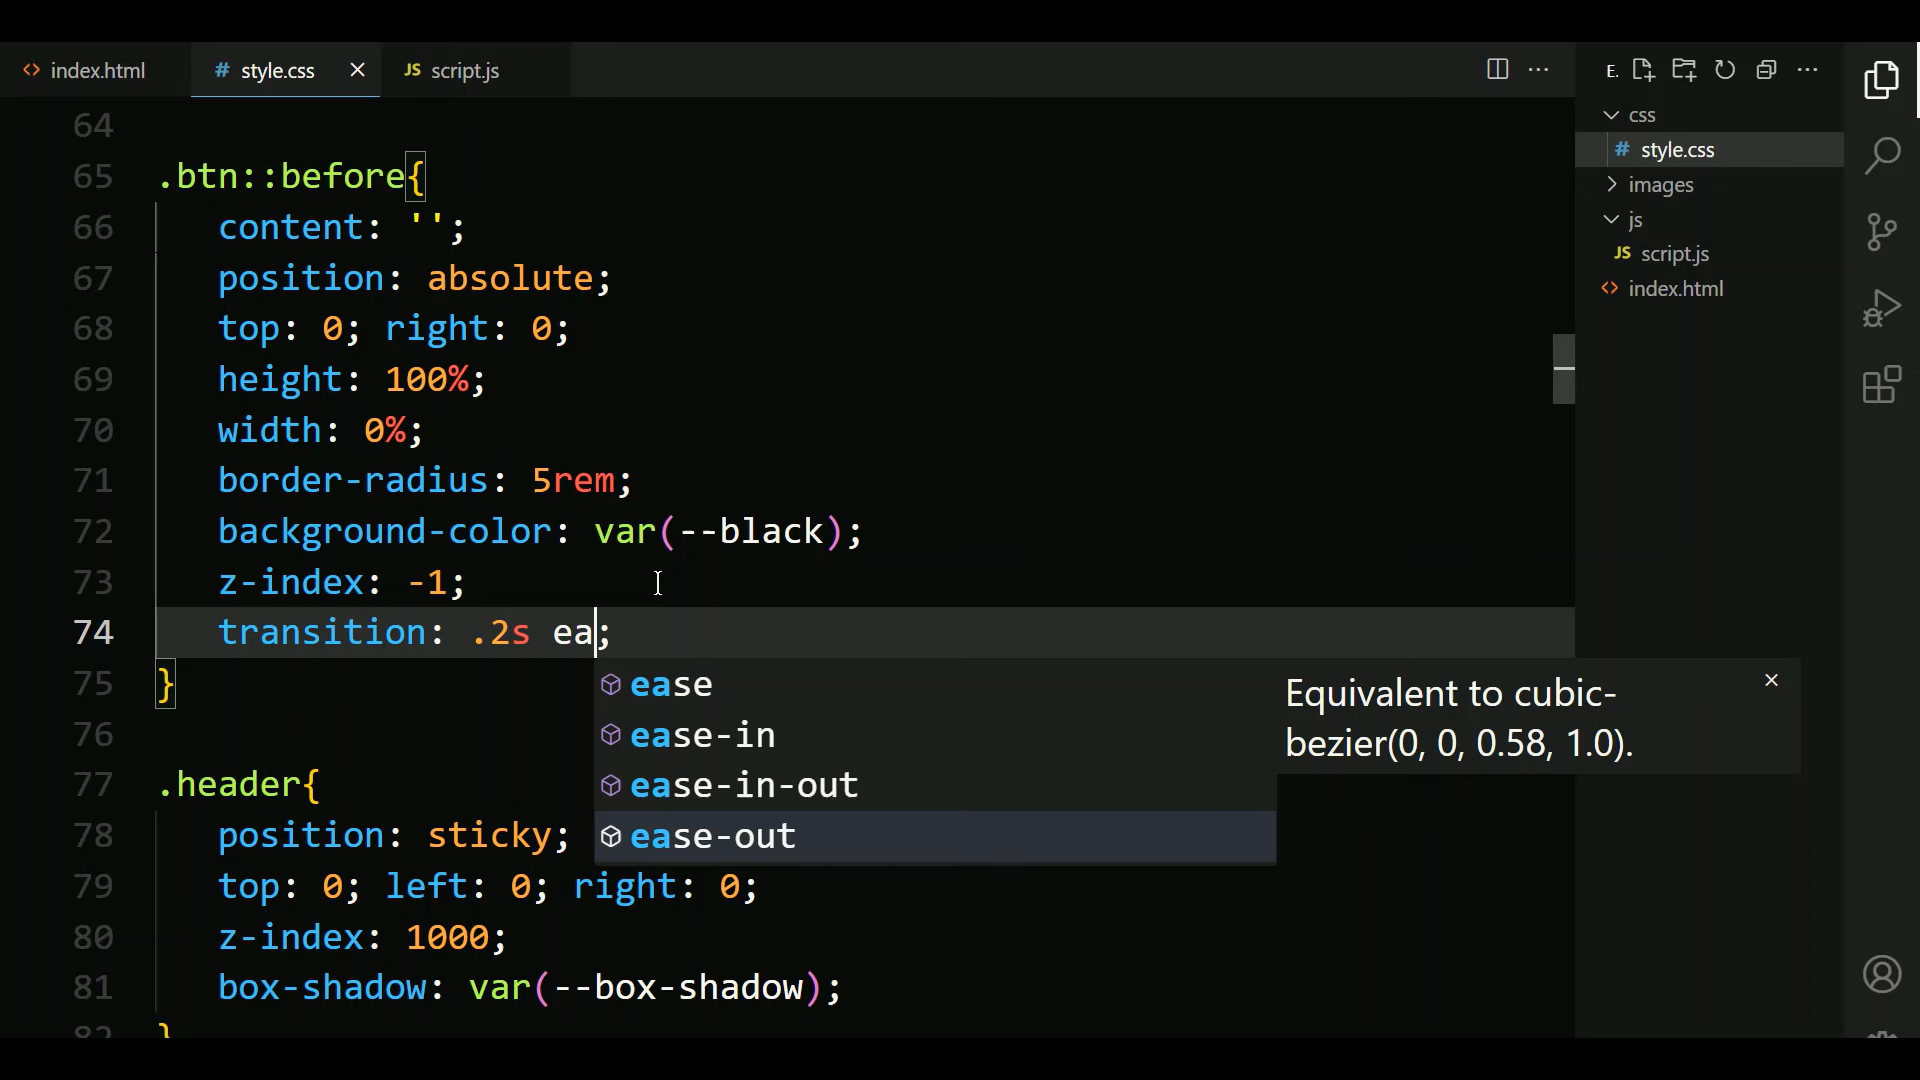 index.html
style.css
script.js
E.
64
65 .btn::before{
66 content: '';
67 position: absolute;
68 top: 0; right: 0;
69 height: 100%;
70 width: 0%;
71 border-radius: 5rem;
72 background-color: var(--black);
73 z-index: -1;
74 transition: .2s ea;
75 }
76
77 .header{
78 position: sticky;
79 top: 0; left: 0; right: 0;
80 z-index: 1000;
81 box-shadow: var(--box-shadow);
82 }
ease
ease-in
ease-in-out
ease-out
Equivalent to cubic-
bezier(0, 0, 0.58, 1.0).
css
# style.css
images
js
JS script.js
index.html